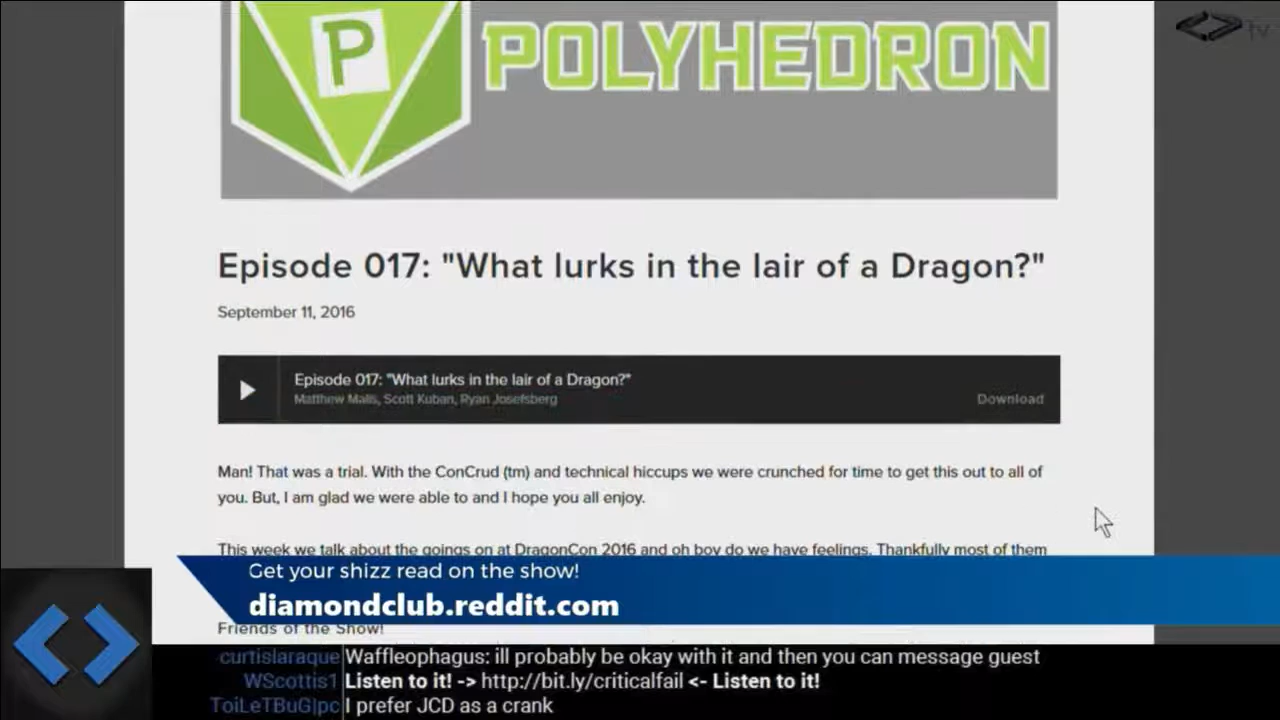 tv
P
POLYHEDRON
Episode 017: "What lurks in the lair of a Dragon?"
September 11, 2016
Episode 017: "What lurks in the lair of a Dragon?"
Matthew Malis, Scott Kuban, Ryan Josefsberg
Download
Man! That was a trial. With the ConCrud (tm) and technical hiccups we were crunched for time to get this out to all of
you. But, I am glad we were able to and I hope you all enjoy.
This week we talk about the goings on at DragonCon 2016 and oh boy do we have feelings. Thankfully most of them
Get your shizz read on the show!
diamondclub.reddit.com
Friends of the Show!
curtislaraque Waffleophagus: ill probably be okay with it and then you can message guest
WScottis1 Listen to it! -> http://bit.ly/criticalfail <- Listen to it!
ToiLeTBuG|pc I prefer JCD as a crank